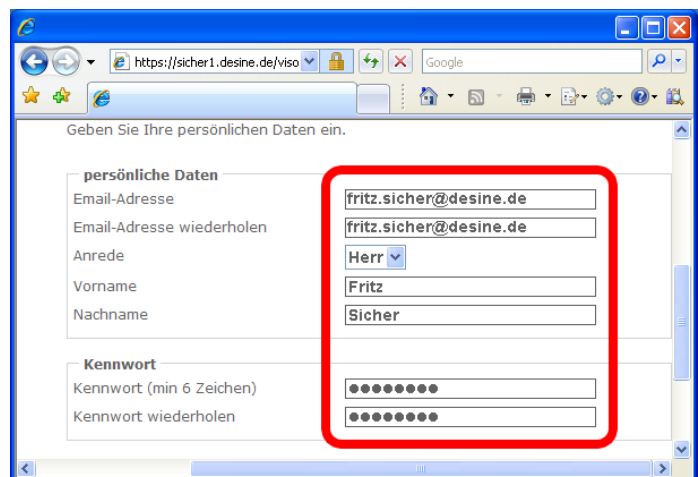 https://sicher1.desine.de/viso
Google
Geben Sie Ihre persönlichen Daten ein.
persönliche Daten
Email-Adresse fritz.sicher@desine.de
Email-Adresse wiederholen fritz.sicher@desine.de
Anrede Herr
Vorname Fritz
Nachname Sicher
Kennwort
Kennwort (min 6 Zeichen) ●●●●●●●●
Kennwort wiederholen ●●●●●●●●